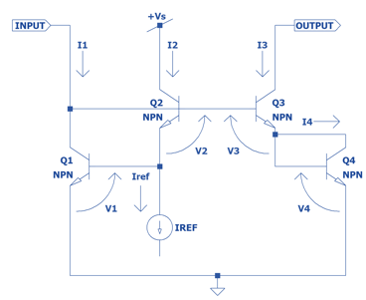 INPUT
+Vs
OUTPUT
I1
I2
I3
Q2
NPN
Q3
NPN
I4
Q1
NPN
V2
V3
Q4
NPN
Iref
V1
IREF
V4